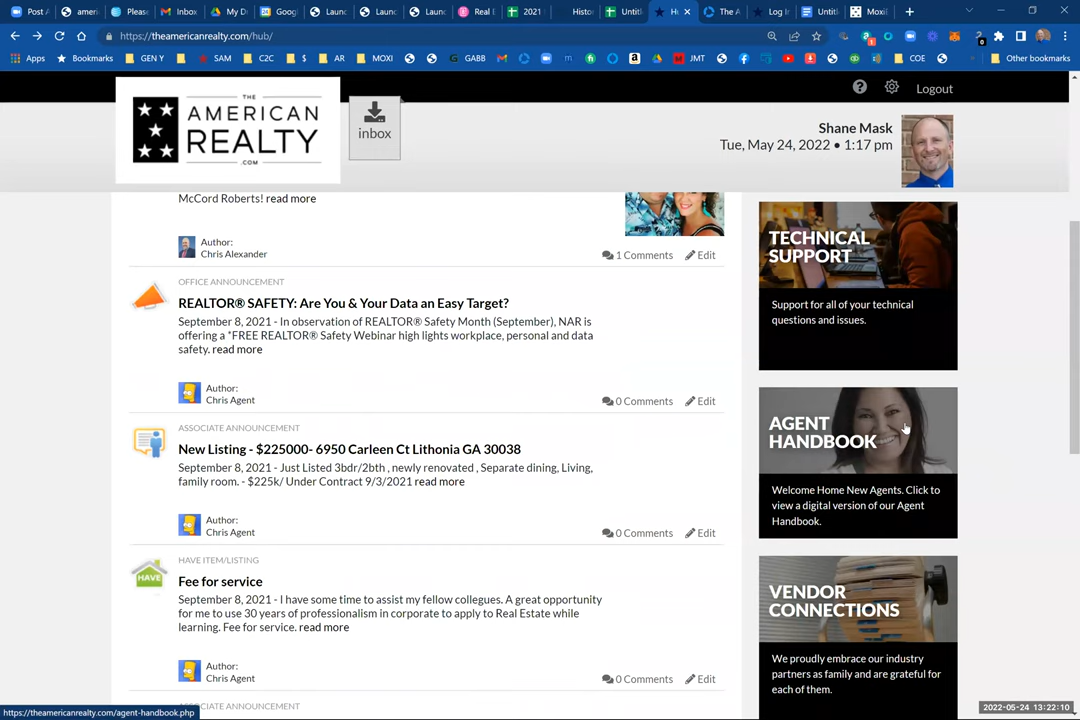 Post A
ameri
Please
Inbox
My D
Goog
Launc
Launc
Launc
Real E
2021
Histo
Untitl
H
The A
Log In
Untitl
Moxi
https://theamericanrealty.com/hub/
Apps
Bookmarks
GEN Y
SAM
C2C
$
AR
MOXI
GABB
JMT
COE
Other bookmarks
Logout
THE
AMERICAN
REALTY
.COM
inbox
Shane Mask
Tue, May 24, 2022 • 1:17 pm
McCord Roberts! read more
Author:
Chris Alexander
1 Comments
Edit
OFFICE ANNOUNCEMENT
REALTOR® SAFETY: Are You & Your Data an Easy Target?
September 8, 2021 - In observation of REALTOR® Safety Month (September), NAR is
offering a *FREE REALTOR® Safety Webinar high lights workplace, personal and data
safety. read more
Author:
Chris Agent
0 Comments
Edit
ASSOCIATE ANNOUNCEMENT
New Listing - $225000- 6950 Carleen Ct Lithonia GA 30038
September 8, 2021 - Just Listed 3bdr/2bth , newly renovated , Separate dining, Living,
family room. - $225k/ Under Contract 9/3/2021 read more
Author:
Chris Agent
0 Comments
Edit
HAVE ITEM/LISTING
HAVE
Fee for service
September 8, 2021 - I have some time to assist my fellow collegues. A great opportunity
for me to use 30 years of professionalism in corporate to apply to Real Estate while
learning. Fee for service. read more
Author:
Chris Agent
0 Comments
Edit
ASSOCIATE ANNOUNCEMENT
TECHNICAL
SUPPORT
Support for all of your technical
questions and issues.
AGENT
HANDBOOK
Welcome Home New Agents. Click to
view a digital version of our Agent
Handbook.
VENDOR
CONNECTIONS
We proudly embrace our industry
partners as family and are grateful for
each of them.
https://theamericanrealty.com/agent-handbook.php
2022-05-24 13:22:10